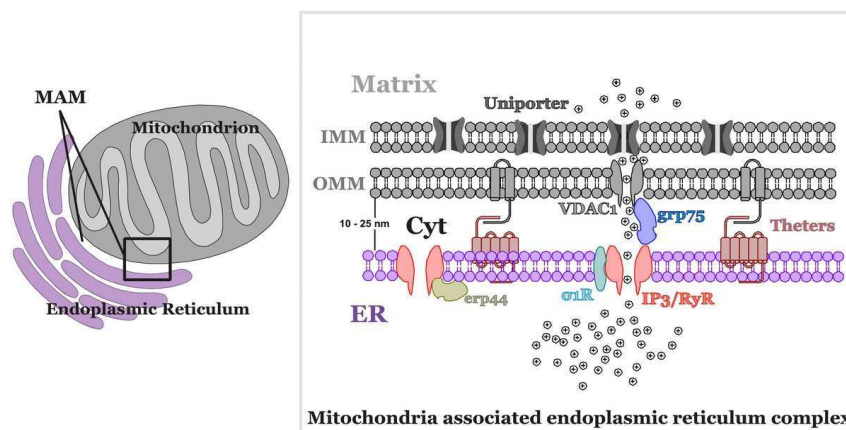 MAM
Mitochondrion
Endoplasmic Reticulum
Matrix
Uniporter
IMM
OMM
VDAC1
grp75
10 - 25 nm
Cyt
Theters
ER
erp44
σ1R
IP3/RyR
Mitochondria associated endoplasmic reticulum complex